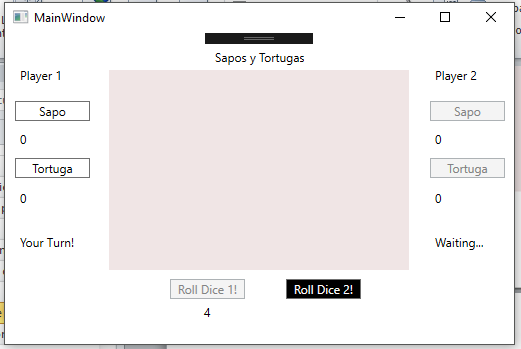 MainWindow
Sapos y Tortugas
Player 1
Player 2
Sapo
Sapo
0
0
Tortuga
Tortuga
0
0
Your Turn!
Waiting...
Roll Dice 1!
Roll Dice 2!
4